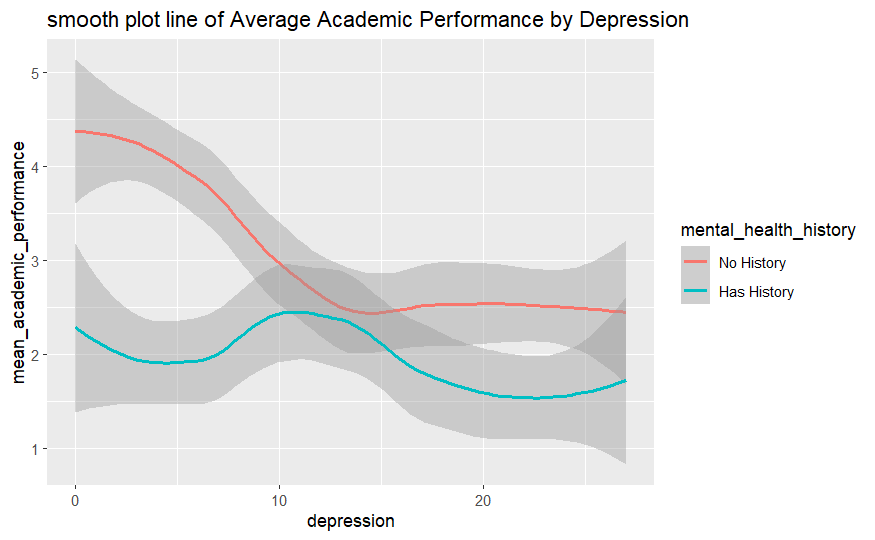 smooth plot line of Average Academic Performance by Depression
5
4
3
2
1
mean_academic_performance
0
10
20
depression
mental_health_history
No History
Has History